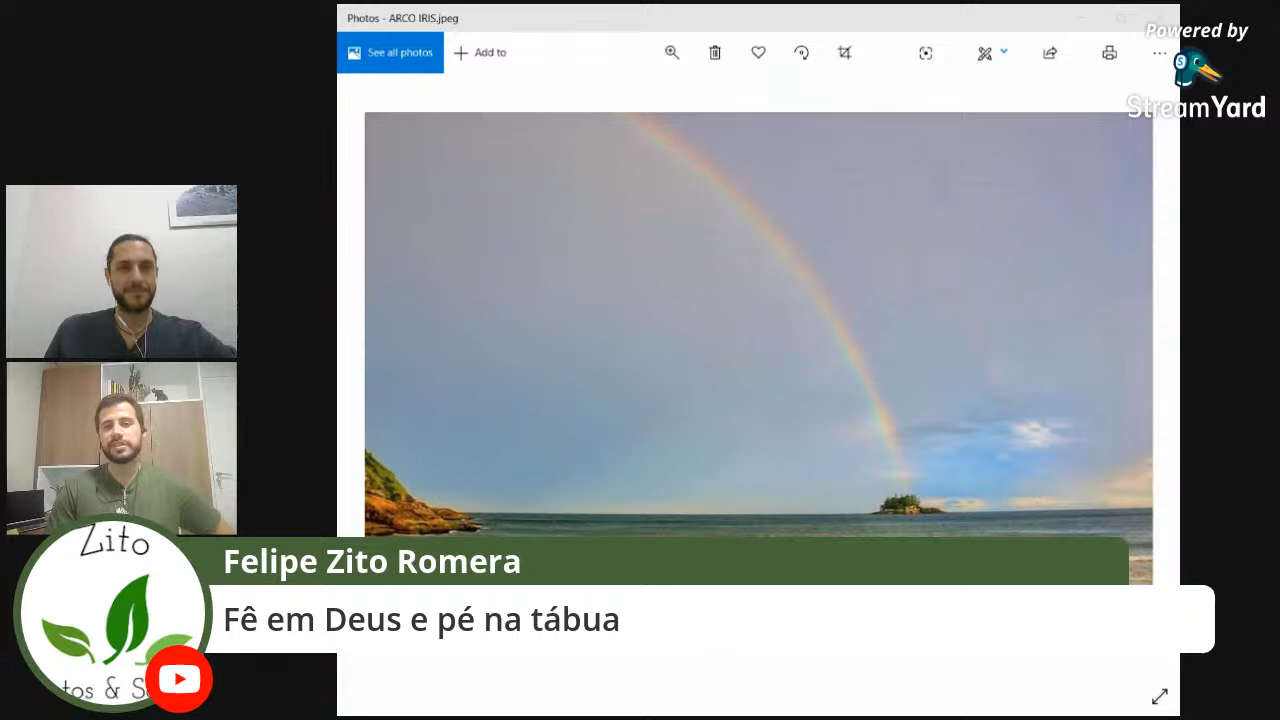 Photos - ARCO IRIS.jpeg
Powered by
See all photos
Add to
StreamYard
Felipe Zito Romera
Fê em Deus e pé na tábua
Zito
tos & S